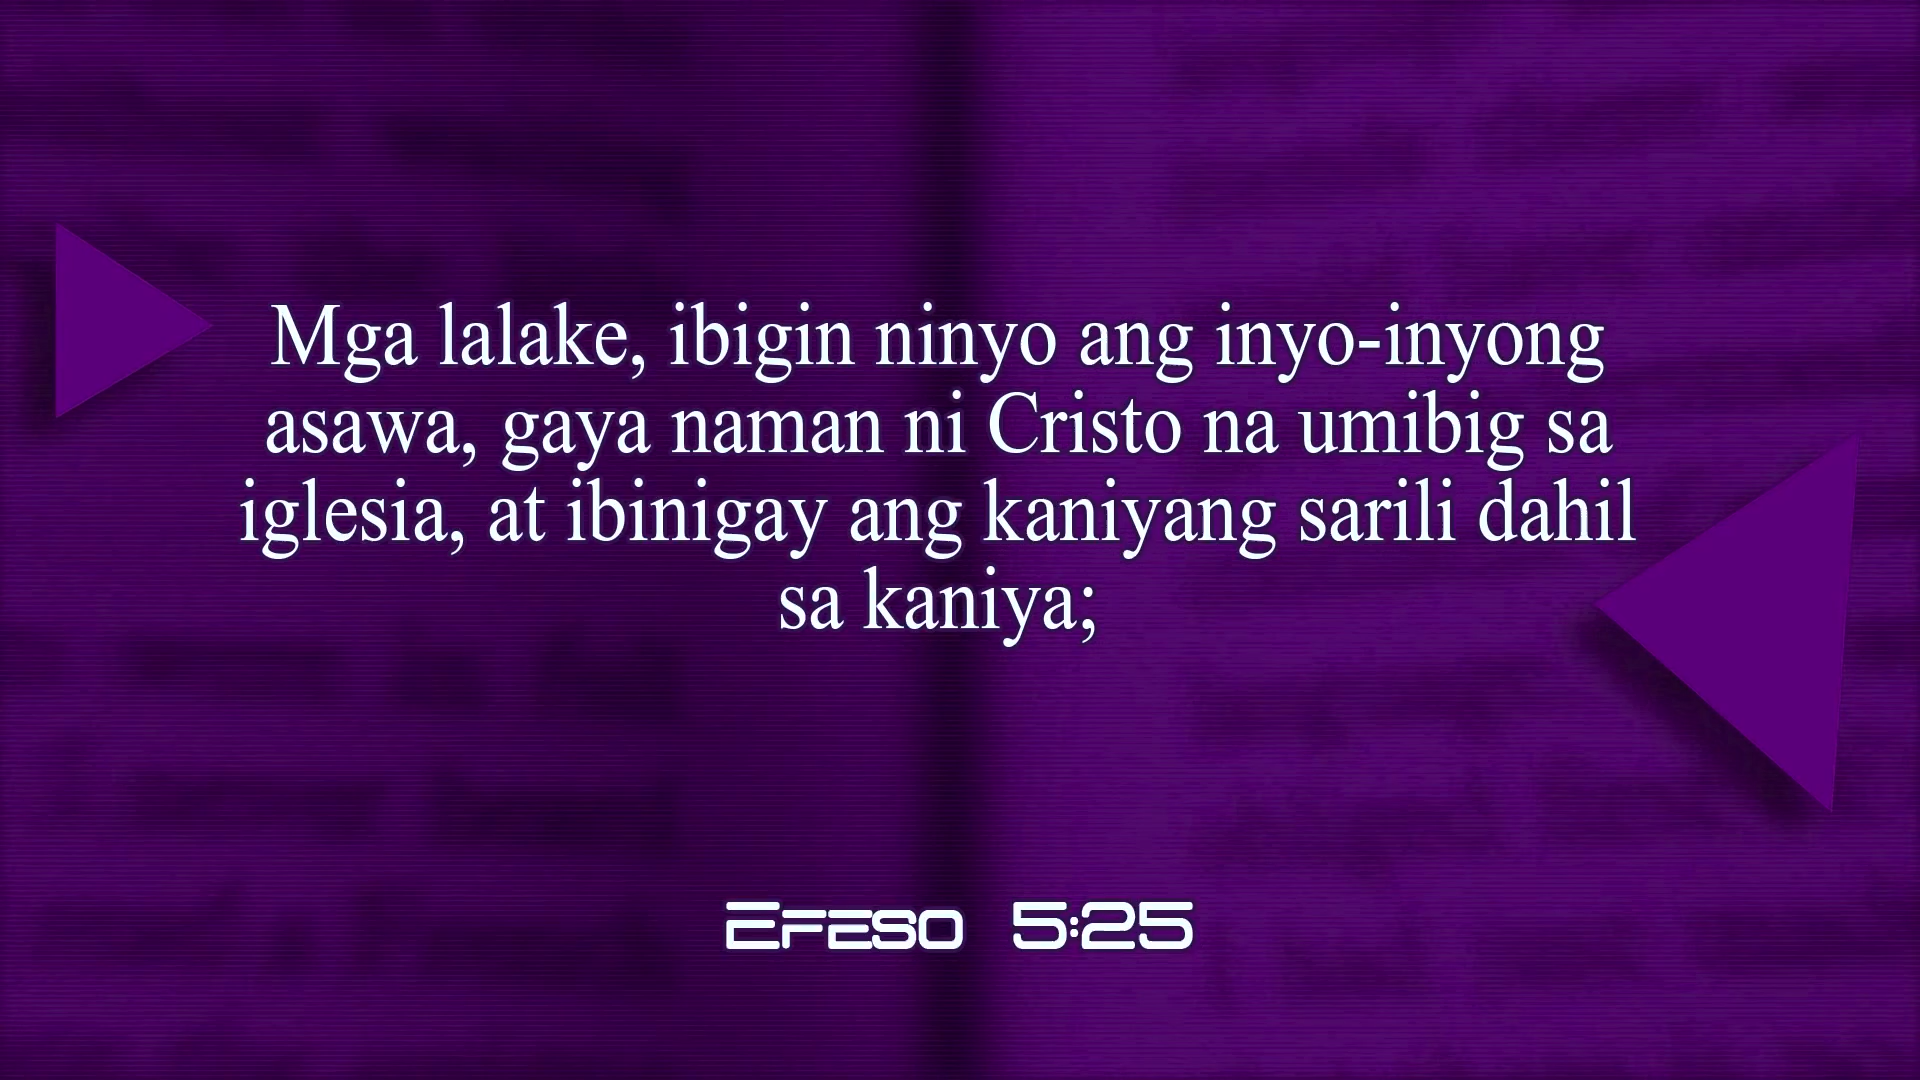 Mga lalake, ibigin ninyo ang inyo-inyong
asawa, gaya naman ni Cristo na umibig sa
iglesia, at ibinigay ang kaniyang sarili dahil
sa kaniya;
Efeso 5:25